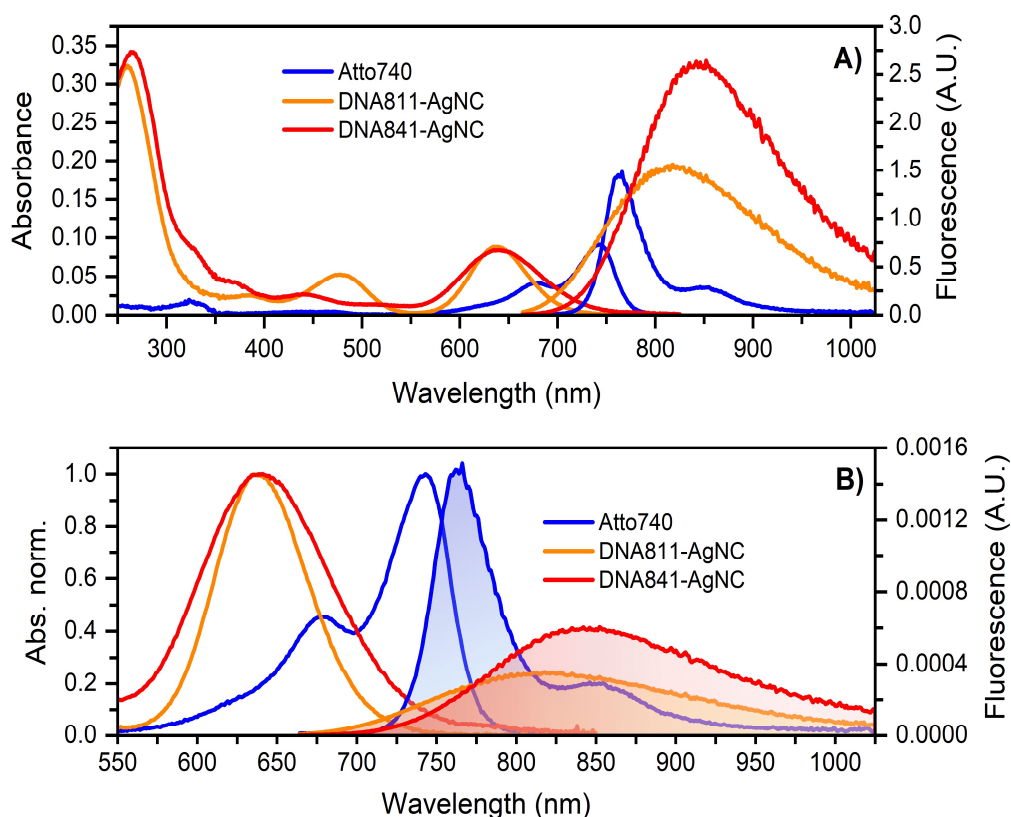 A)
Absorbance
0.35
0.30
0.25
0.20
0.15
0.10
0.05
0.00
Atto740
DNA811-AgNC
DNA841-AgNC
3.0
2.5
2.0
1.5
1.0
0.5
0.0
Fluorescence (A.U.)
300 400 500 600 700 800 900 1000
Wavelength (nm)
B)
Abs. norm.
1.0
0.8
0.6
0.4
0.2
0.0
Atto740
DNA811-AgNC
DNA841-AgNC
0.0016
0.0012
0.0008
0.0004
0.0000
Fluorescence (A.U.)
550 600 650 700 750 800 850 900 950 1000
Wavelength (nm)